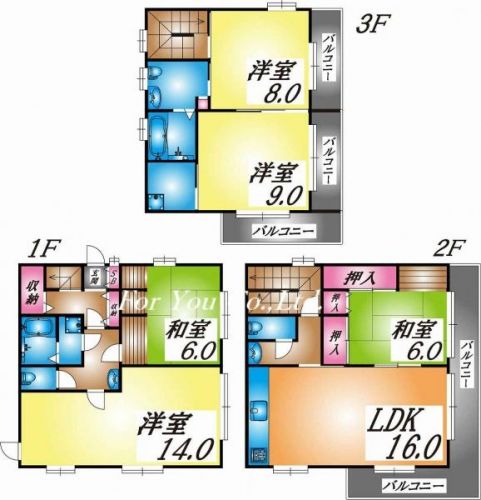 3F
洋室
8.0
バルコニー
洋室
9.0
バルコニー
バルコニー
1F
収納
玄関
SB
収納
和室
6.0
洋室
14.0
2F
押入
押入
押入
和室
6.0
バルコニー
LDK
16.0
バルコニー
For You Co.,Ltd.